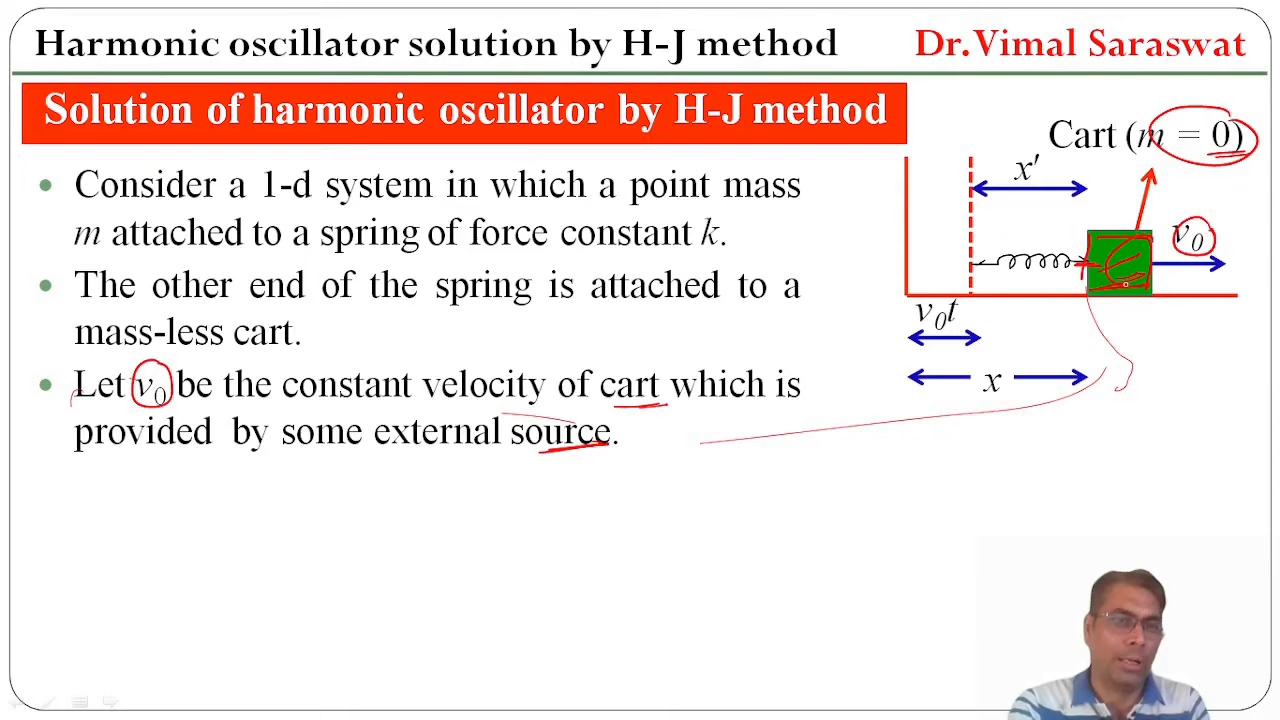 Harmonic oscillator solution by H-J method
Dr. Vimal Saraswat
Solution of harmonic oscillator by H-J method
• Consider a 1-d system in which a point mass
m attached to a spring of force constant k.
• The other end of the spring is attached to a
mass-less cart.
• Let v₀ be the constant velocity of cart which is
provided by some external source.
Cart (m = 0)
x′
v₀
v₀t
x